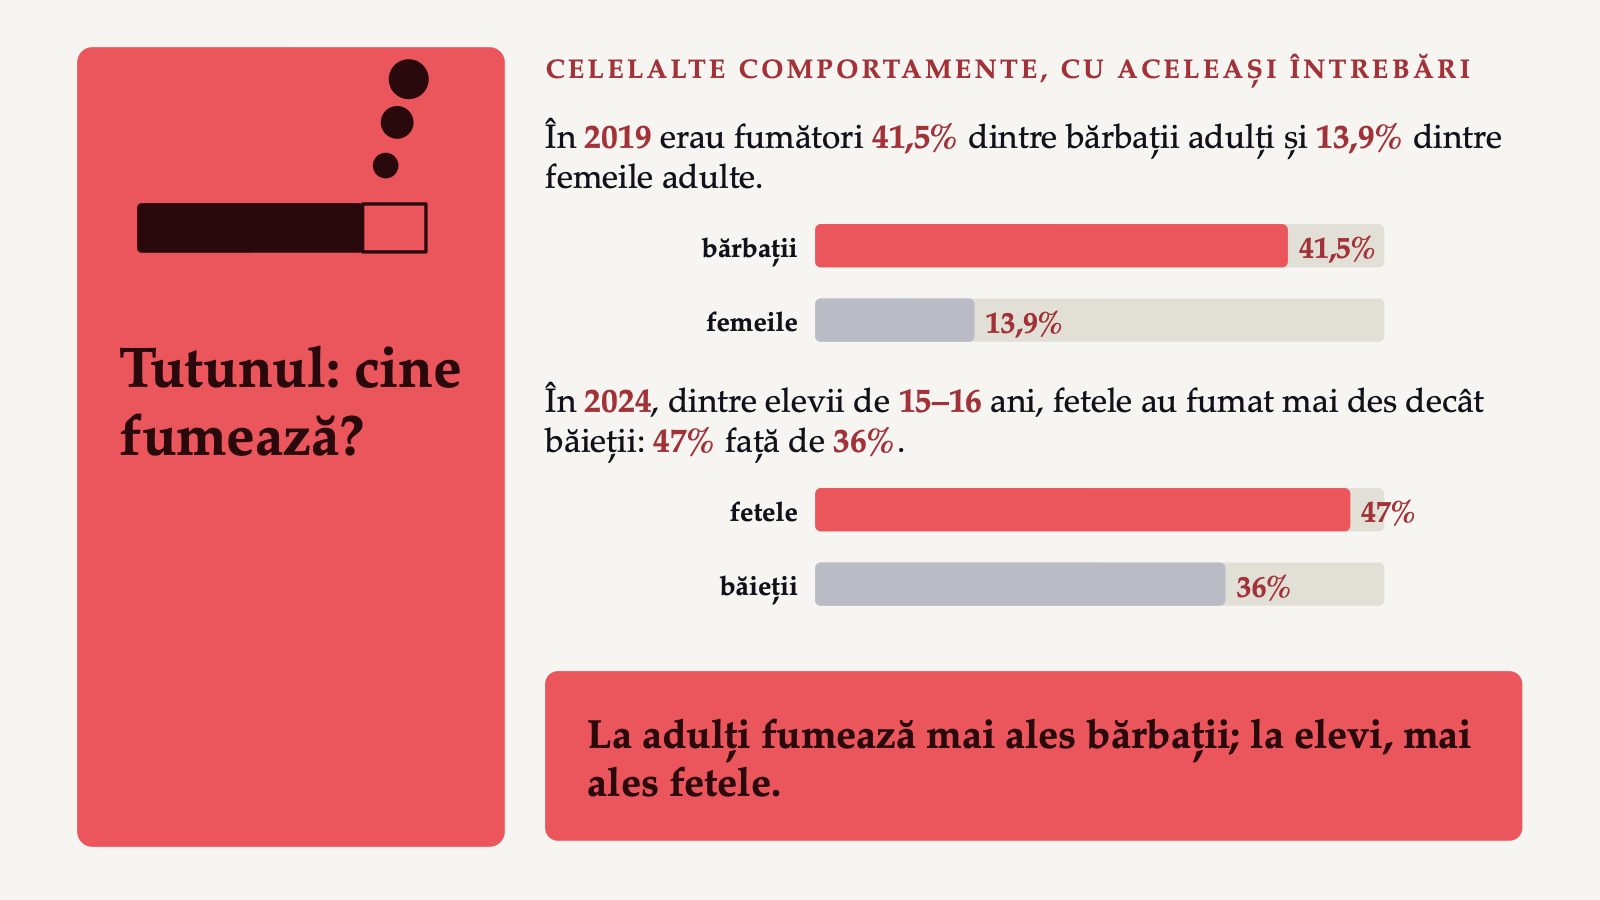 Tutunul: cine
fumează?
CELELALTE COMPORTAMENTE, CU ACELEAȘI ÎNTREBĂRI
În 2019 erau fumători 41,5% dintre bărbații adulți și 13,9% dintre
femeile adulte.
bărbații 41,5%
femeile 13,9%
În 2024, dintre elevii de 15–16 ani, fetele au fumat mai des decât
băieții: 47% față de 36%.
fetele 47%
băieții 36%
La adulți fumează mai ales bărbații; la elevi, mai
ales fetele.